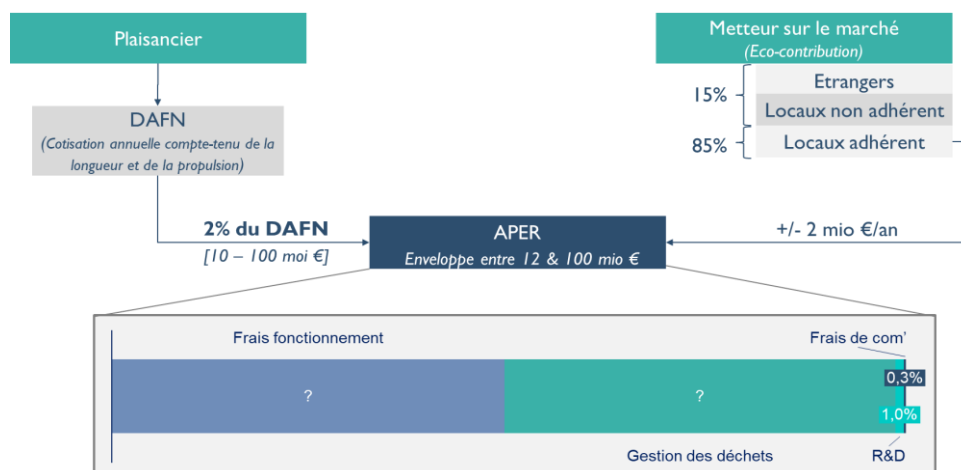 Plaisancier
Metteur sur le marché
(Eco-contribution)
15%
Etrangers
Locaux non adhérent
85%
Locaux adhérent
DAFN
(Cotisation annuelle compte-tenu de la
longueur et de la propulsion)
2% du DAFN
[10 – 100 moi €]
APER
Enveloppe entre 12 & 100 mio €
+/- 2 mio €/an
Frais fonctionnement
Frais de com'
?
?
0,3%
1,0%
Gestion des déchets
R&D